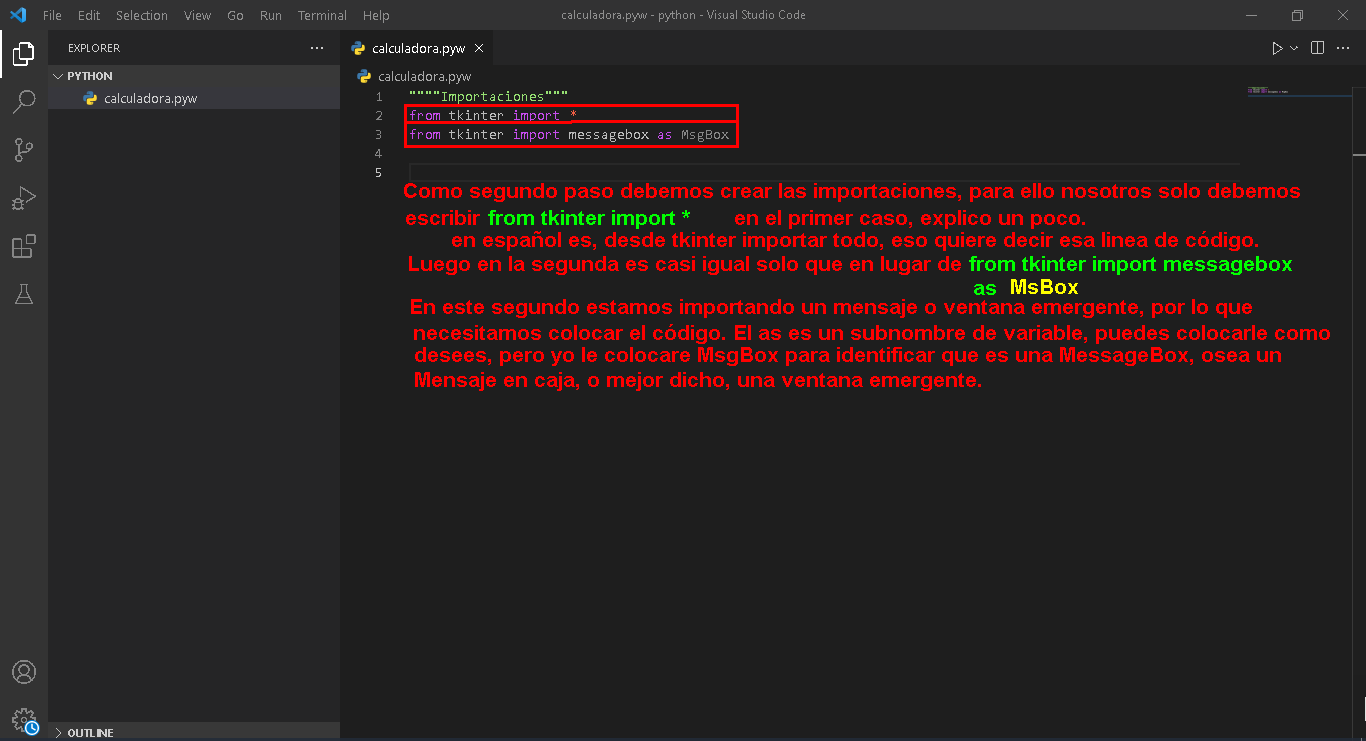 File Edit Selection View Go Run Terminal Help calculadora.pyw - python - Visual Studio Code
EXPLORER ··· calculadora.pyw
PYTHON calculadora.pyw
calculadora.pyw
1 """"Importaciones"""
2 from tkinter import *
3 from tkinter import messagebox as MsgBox
4
5
Como segundo paso debemos crear las importaciones, para ello nosotros solo debemos
escribir from tkinter import * en el primer caso, explico un poco.
en español es, desde tkinter importar todo, eso quiere decir esa linea de código.
Luego en la segunda es casi igual solo que en lugar de from tkinter import messagebox
as MsBox
En este segundo estamos importando un mensaje o ventana emergente, por lo que
necesitamos colocar el código. El as es un subnombre de variable, puedes colocarle como
desees, pero yo le colocare MsgBox para identificar que es una MessageBox, osea un
Mensaje en caja, o mejor dicho, una ventana emergente.
OUTLINE